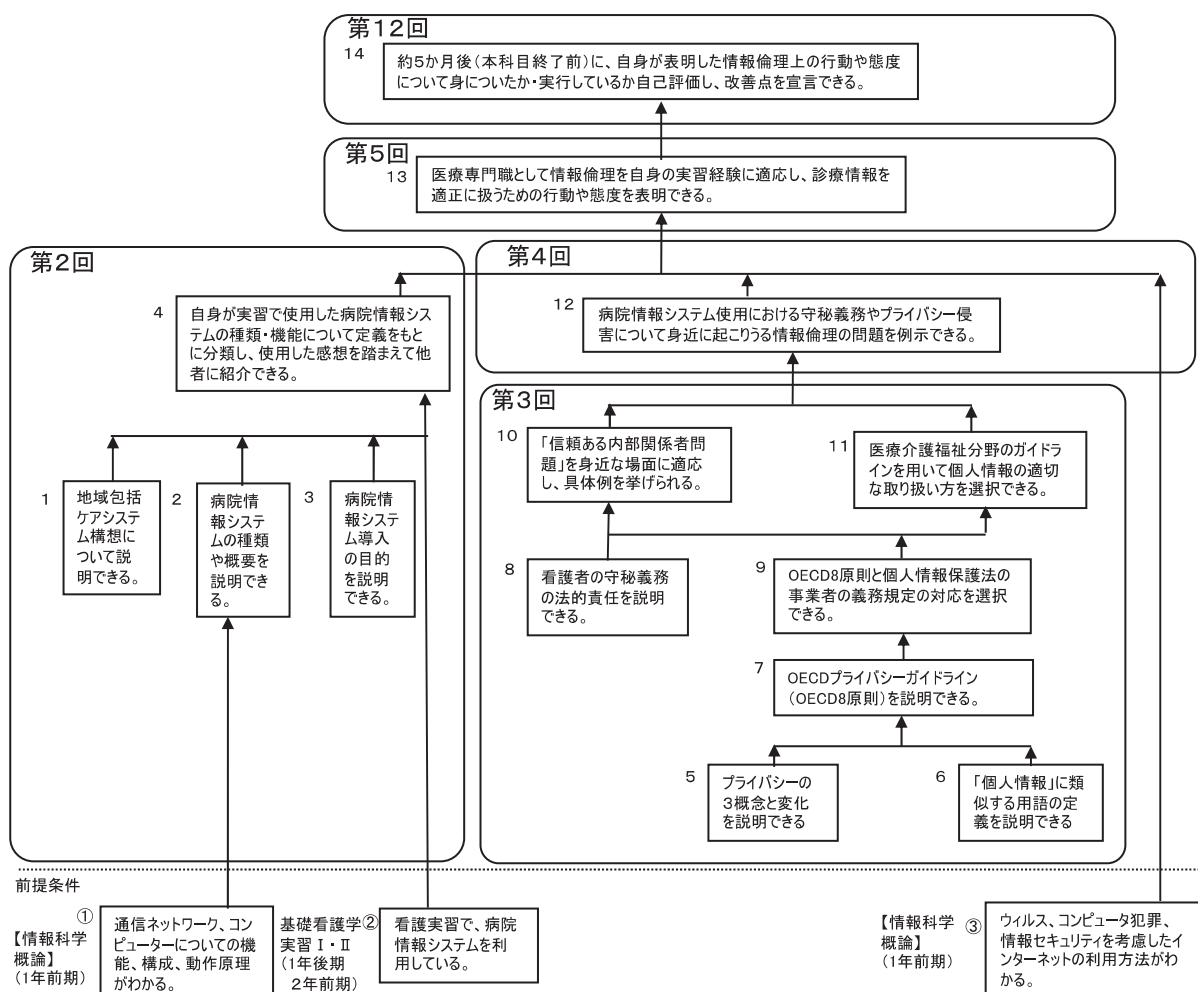 第12回
14
約5か月後（本科目終了前）に、自身が表明した情報倫理上の行動や態度
について身についたか・実行しているか自己評価し、改善点を宣言できる。
第5回
13
医療専門職として情報倫理を自身の実習経験に適応し、診療情報を
適正に扱うための行動や態度を表明できる。
第2回
4
自身が実習で使用した病院情報シス
テムの種類・機能について定義をもと
に分類し、使用した感想を踏まえて他
者に紹介できる。
1
地域包括
ケアシステ
ム構想に
ついて説
明できる。
2
病院情
報システ
ムの種類
や概要を
説明でき
る。
3
病院情
報システ
ム導入
の目的
を説明
できる。
第4回
12
病院情報システム使用における守秘義務やプライバシー侵
害について身近に起こりうる情報倫理の問題を例示できる。
第3回
10
「信頼ある内部関係者問
題」を身近な場面に適応
し、具体例を挙げられる。
11
医療介護福祉分野のガイドラ
インを用いて個人情報の適切
な取り扱い方を選択できる。
8
看護者の守秘義務
の法的責任を説明
できる。
9
OECD8原則と個人情報保護法の
事業者の義務規定の対応を選択
できる。
7
OECDプライバシーガイドライン
（OECD8原則）を説明できる。
5
プライバシーの
3概念と変化
を説明できる
6
「個人情報」に類
似する用語の定
義を説明できる
前提条件
①
【情報科学
概論】
（1年前期）
通信ネットワーク、コン
ピューターについての機
能、構成、動作原理
がわかる。
基礎看護学②
実習Ⅰ・Ⅱ
（1年後期
2年前期）
看護実習で、病院
情報システムを利
用している。
【情報科学
概論】
（1年前期）
③
ウィルス、コンピュータ犯罪、
情報セキュリティを考慮したイ
ンターネットの利用方法がわ
かる。